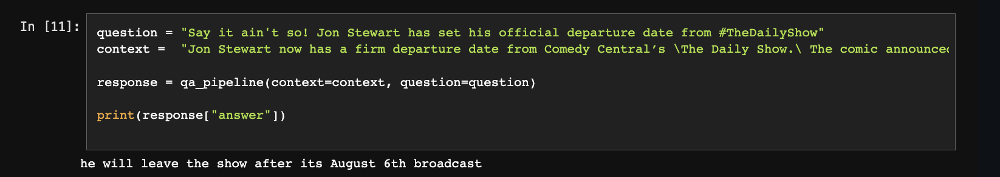 In [11]:
question = "Say it ain't so! Jon Stewart has set his official departure date from #TheDailyShow"
context =  "Jon Stewart now has a firm departure date from Comedy Central’s \The Daily Show.\ The comic announced
response = qa_pipeline(context=context, question=question)
print(response["answer"])
he will leave the show after its August 6th broadcast